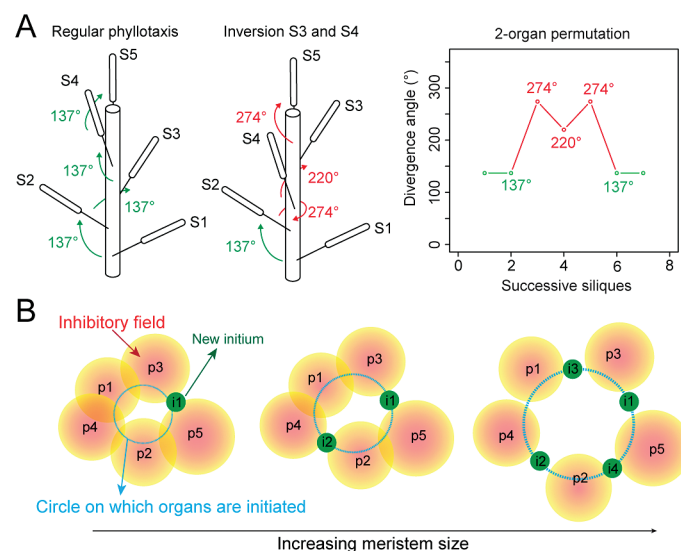 A
Regular phyllotaxis
Inversion S3 and S4
2-organ permutation
S5
S4
137°
S3
137°
137°
S2
S1
137°
S5
274°
S3
S4
220°
S2
274°
S1
137°
Divergence angle (°)
300
200
100
0
274°
274°
220°
137°
137°
0
2
4
6
8
Successive siliques
B
Inhibitory field
New initium
p3
p1
i1
p4
p5
p2
Circle on which organs are initiated
p3
p1
i1
p4
i2
p5
p2
p1
i3
p3
i1
p4
p5
i2
i4
p2
Increasing meristem size